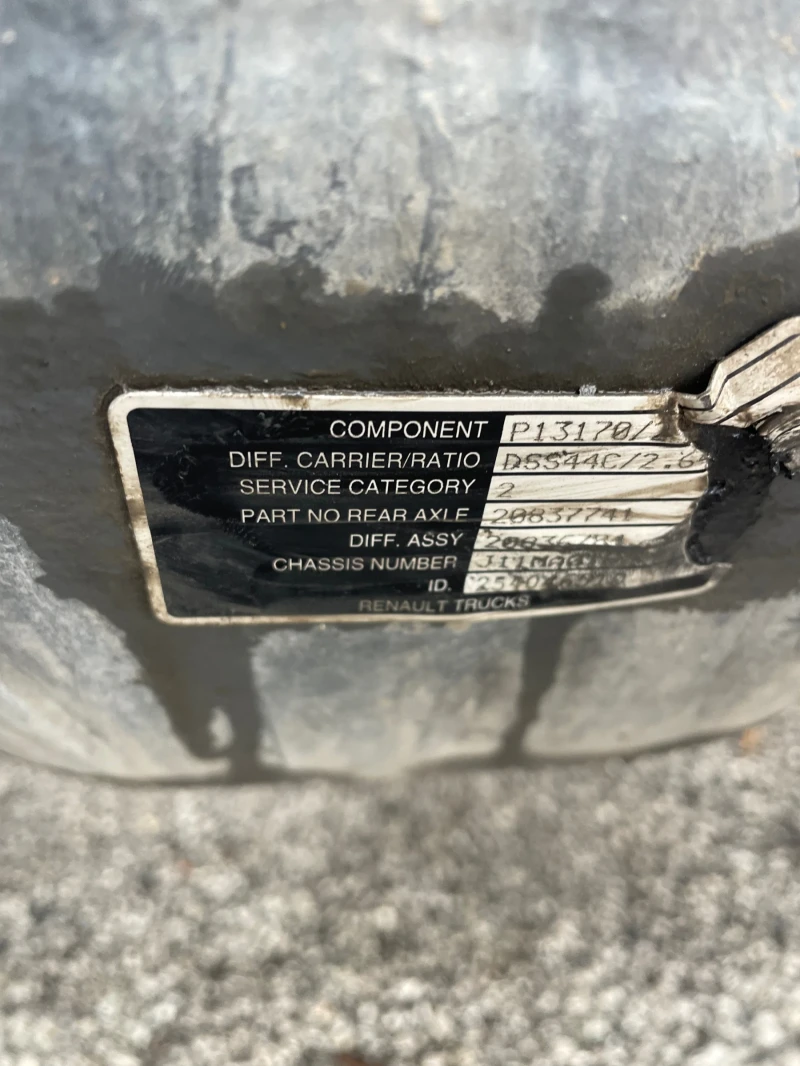 COMPONENT P13170/
DIFF. CARRIER/RATIO DSS44C/2.6
SERVICE CATEGORY 2
PART NO REAR AXLE 20837741
DIFF. ASSY
CHASSIS NUMBER
ID.
RENAULT TRUCKS